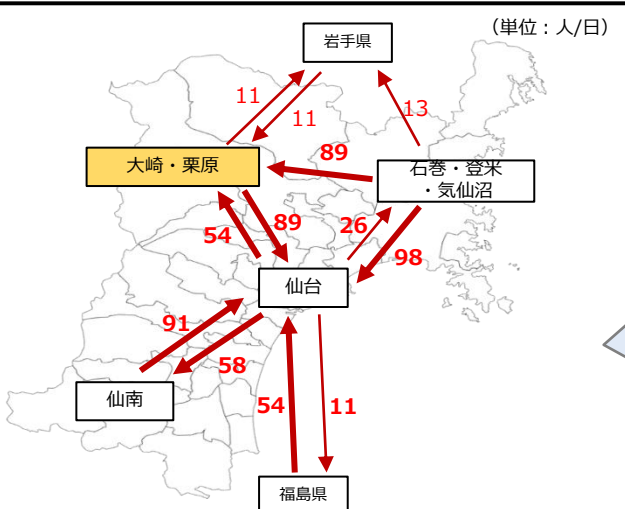 (単位：人/日)
岩手県
11
11
13
大崎・栗原
89
石巻・登米
・気仙沼
54
89
26
98
仙台
91
58
仙南
54
11
福島県